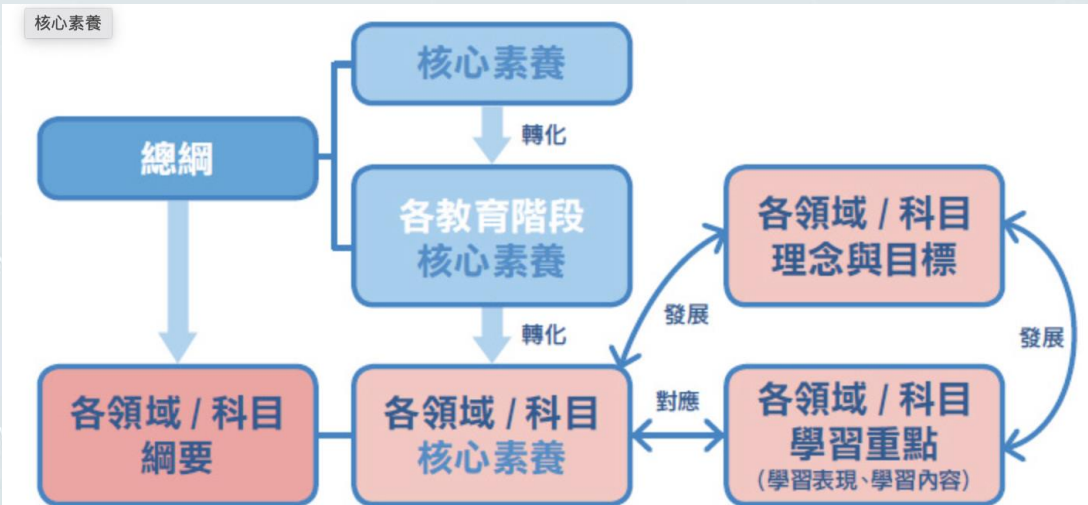 核心素養
核心素養
轉化
總綱
各教育階段
核心素養
各領域 / 科目
理念與目標
發展
轉化
發展
各領域 / 科目
綱要
各領域 / 科目
核心素養
對應
各領域 / 科目
學習重點
(學習表現、學習內容)